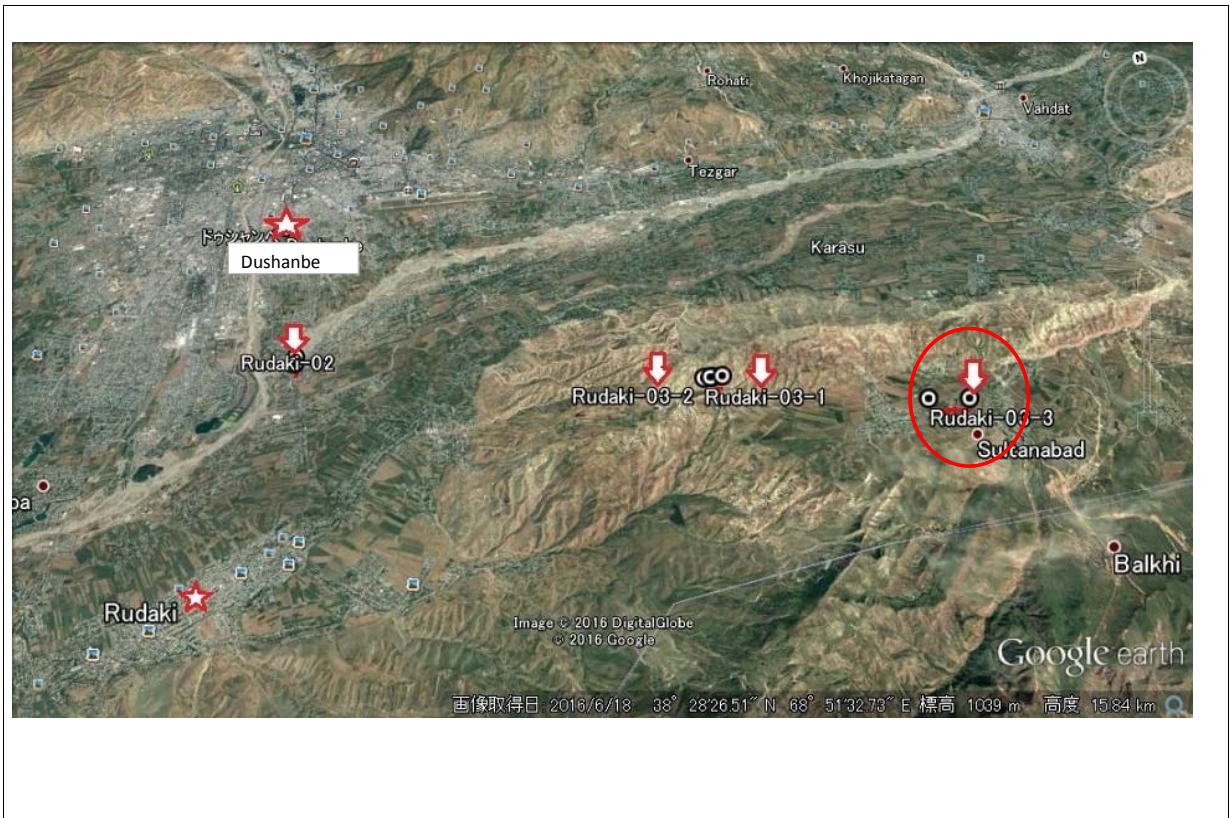 N
Rohati
Khojikatagan
Vahdat
Tezgar
Karasu
ドゥシャンベ
Dushanbe
Rudaki-02
Rudaki-03-2
Rudaki-03-1
Rudaki-03-3
Sultanabad
Balkhi
Rudaki
Image © 2016 DigitalGlobe
© 2016 Google
Google earth
画像取得日: 2016/6/18 38° 28'26.51" N 68° 51'32.73" E 標高 1039 m 高度 15.84 km